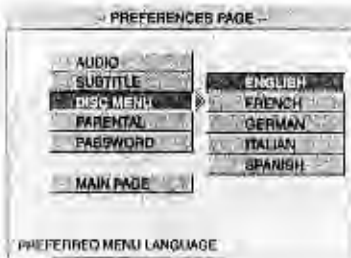 -- PREFERENCES PAGE --
AUDIO
SUBTITLE
DISC MENU
PARENTAL
PASSWORD
MAIN PAGE
ENGLISH
FRENCH
GERMAN
ITALIAN
SPANISH
PREFERRED MENU LANGUAGE